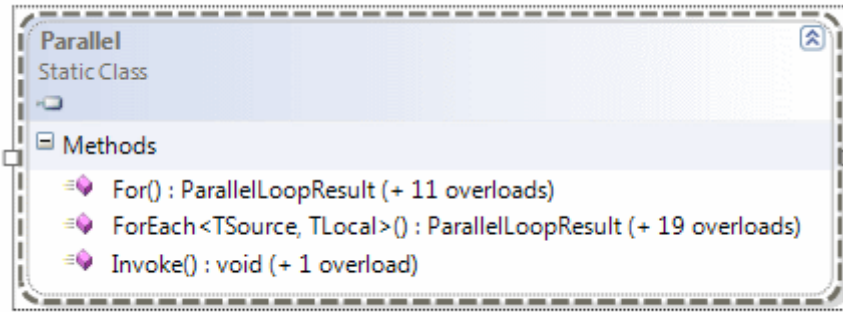 Parallel
Static Class
Methods
For() : ParallelLoopResult (+ 11 overloads)
ForEach<TSource, TLocal>() : ParallelLoopResult (+ 19 overloads)
Invoke() : void (+ 1 overload)